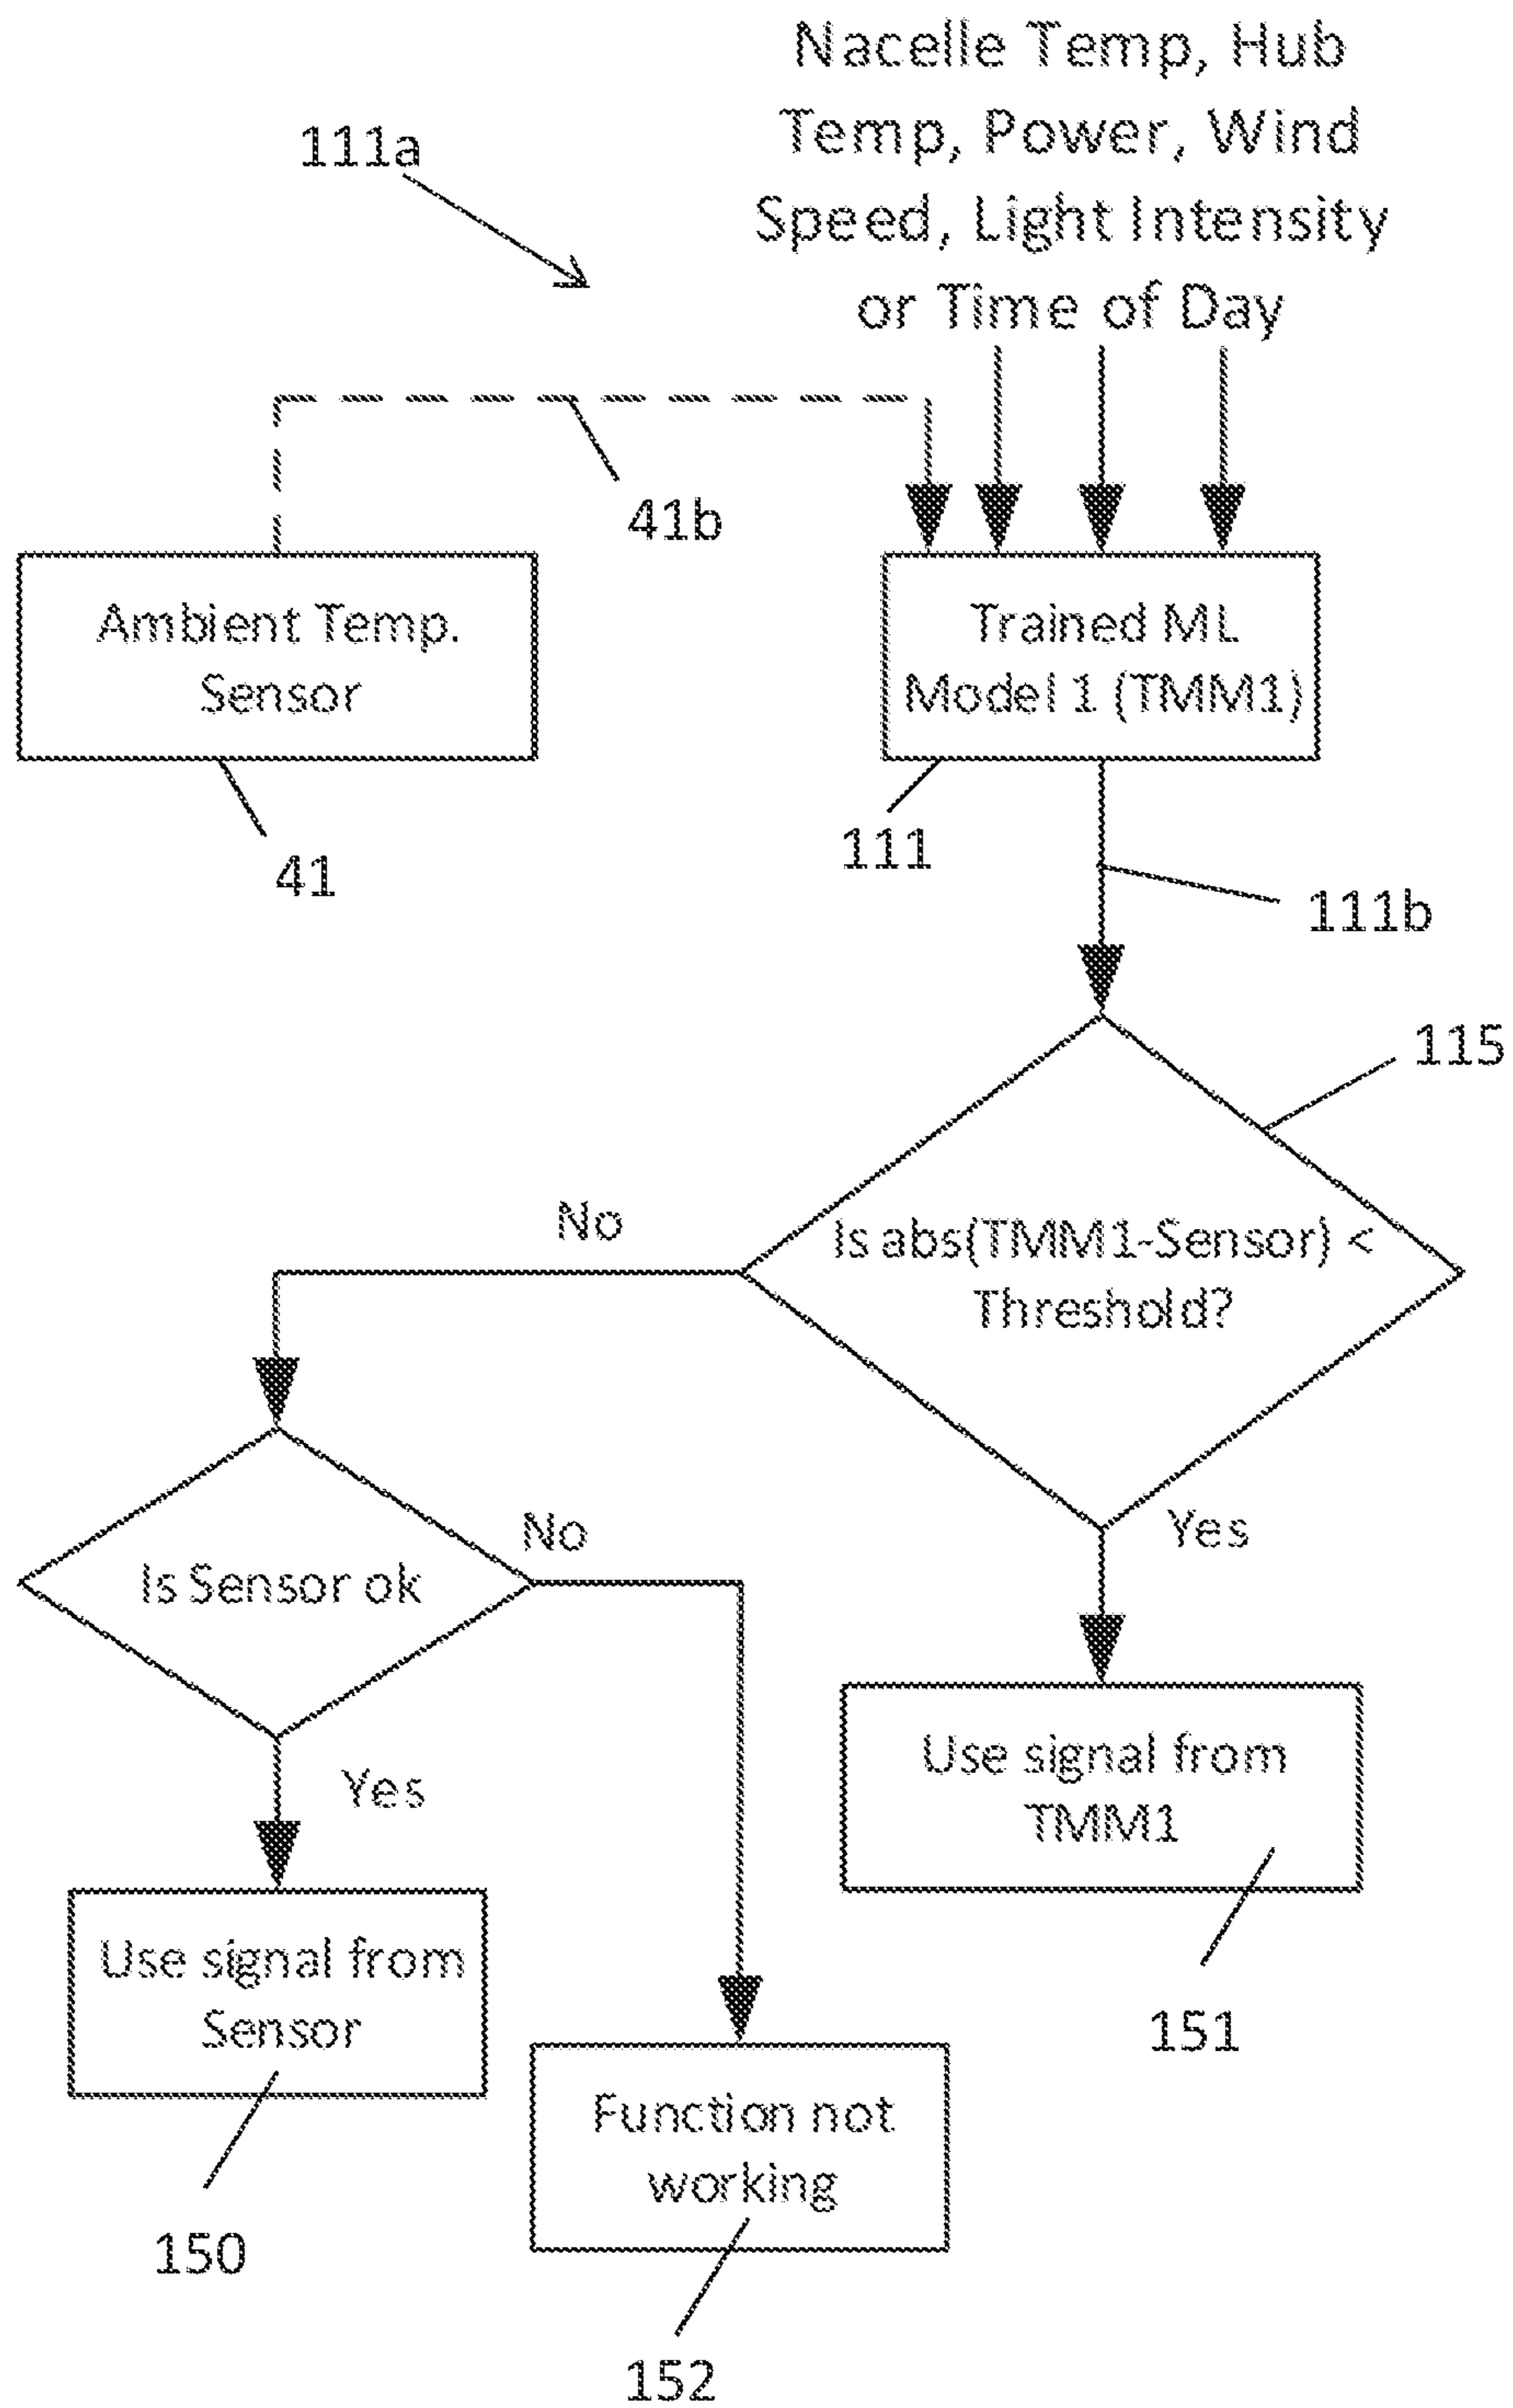 Nacelle Temp, Hub
Temp, Power, Wind
Speed, Light Intensity
or Time of Day
111a
41b
Ambient Temp.
Sensor
Trained ML
Model 1 (TMM1)
41
111
111b
115
No
Is abs(TMM1-Sensor) <
Threshold?
Yes
Is Sensor ok
No
Yes
Use signal from
TMM1
151
Use signal from
Sensor
150
Function not
working
152